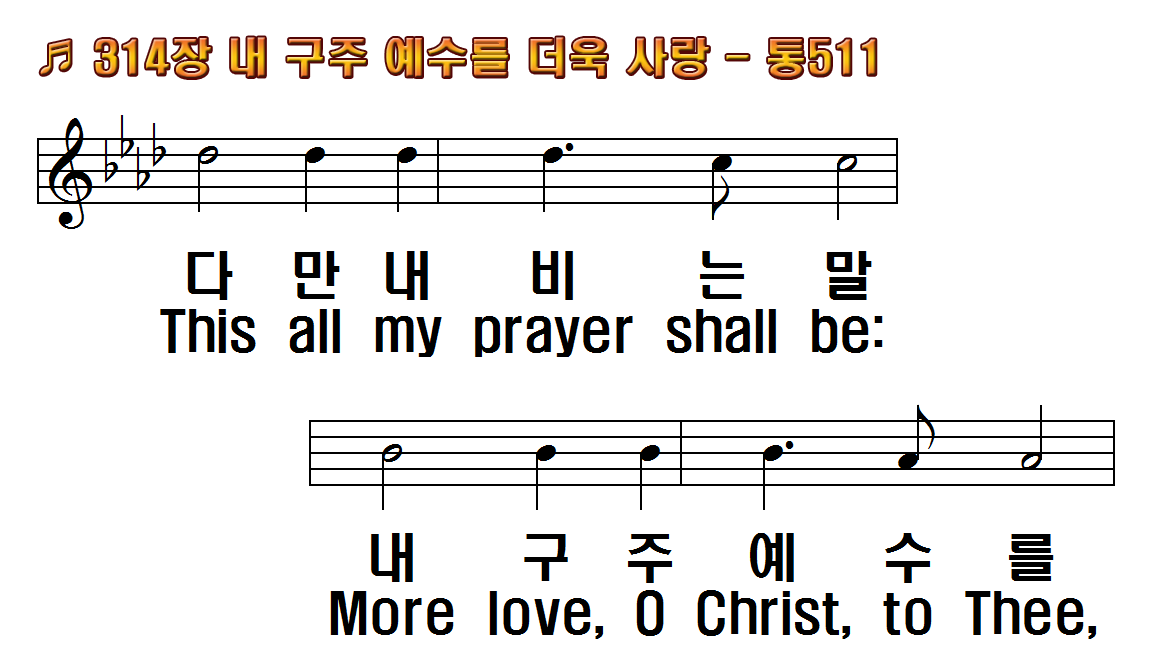 314장 내 구주 예수를 더욱 사랑 - 통511
다 만 내 비 는 말
This all my prayer shall be:
내 구 주 예 수 를
More love, O Christ, to Thee,